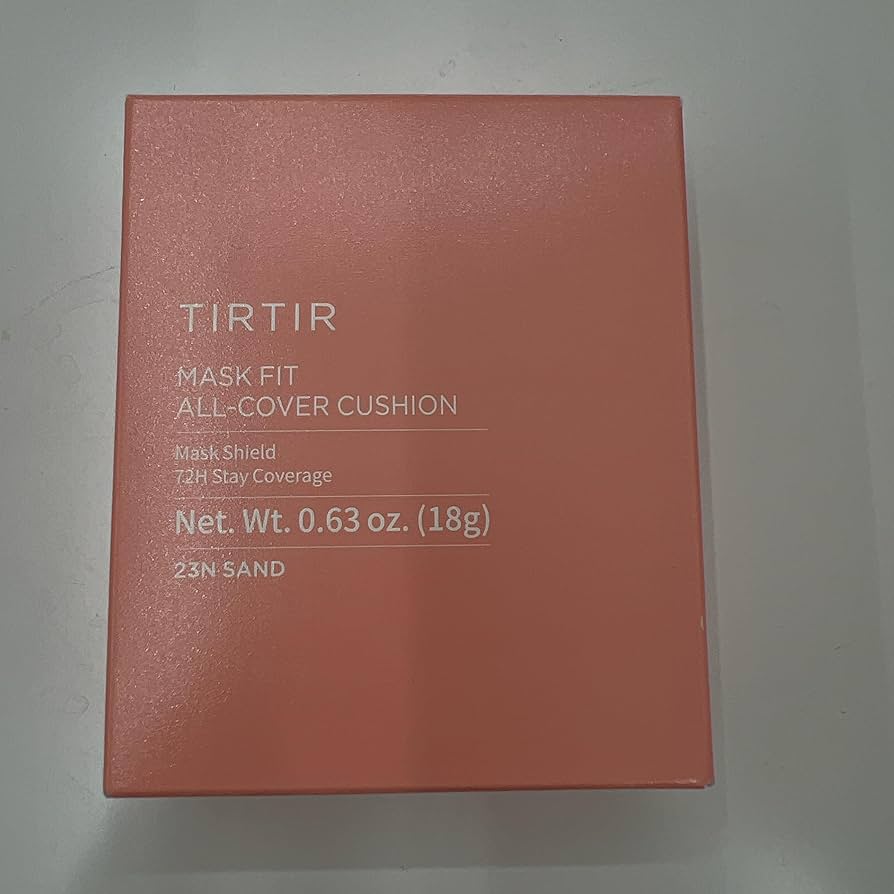 TIRTIR
MASK FIT
ALL-COVER CUSHION
Mask Shield
72H Stay Coverage
Net. Wt. 0.63 oz. (18g)
23N SAND